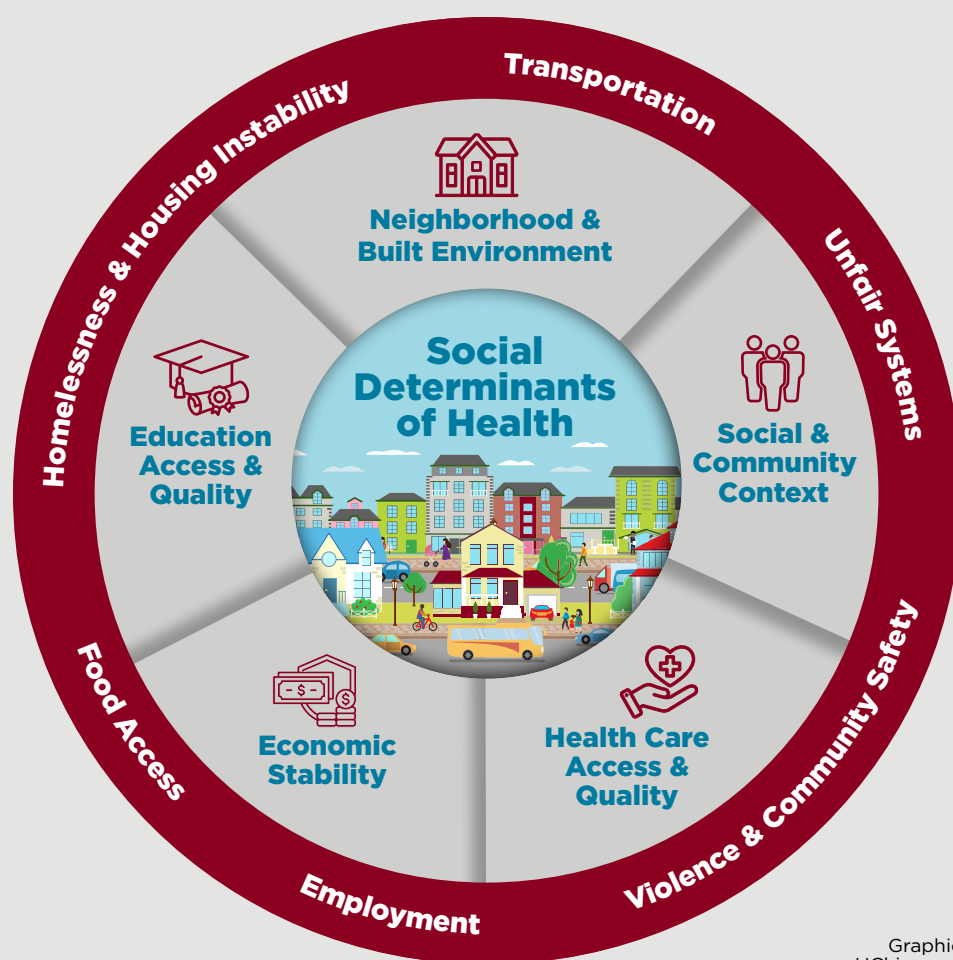 Transportation
Homelessness & Housing Instability
Unfair Systems
Neighborhood &
Built Environment
Social
Determinants
of Health
Education
Access &
Quality
Social &
Community
Context
Food Access
Violence & Community Safety
Economic
Stability
Health Care
Access &
Quality
Employment